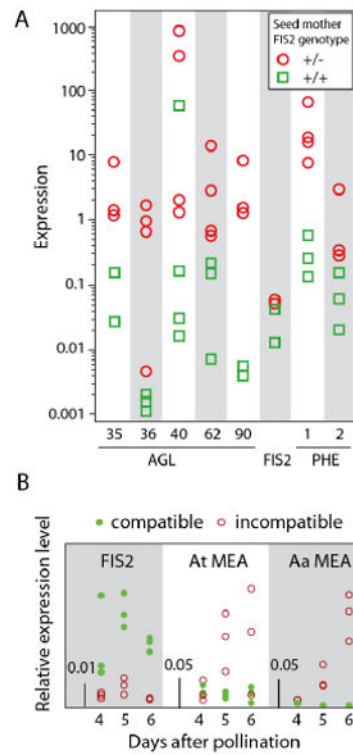 A
Seed mother
FIS2 genotype
+/-
+/+
Expression
1000
100
10
1
0.1
0.01
0.001
35 36 40 62 90 1 2
AGL FIS2 PHE
B
compatible incompatible
Relative expression level
FIS2 At MEA Aa MEA
0.01 0.05 0.05
4 5 6 4 5 6 4 5 6
Days after pollination